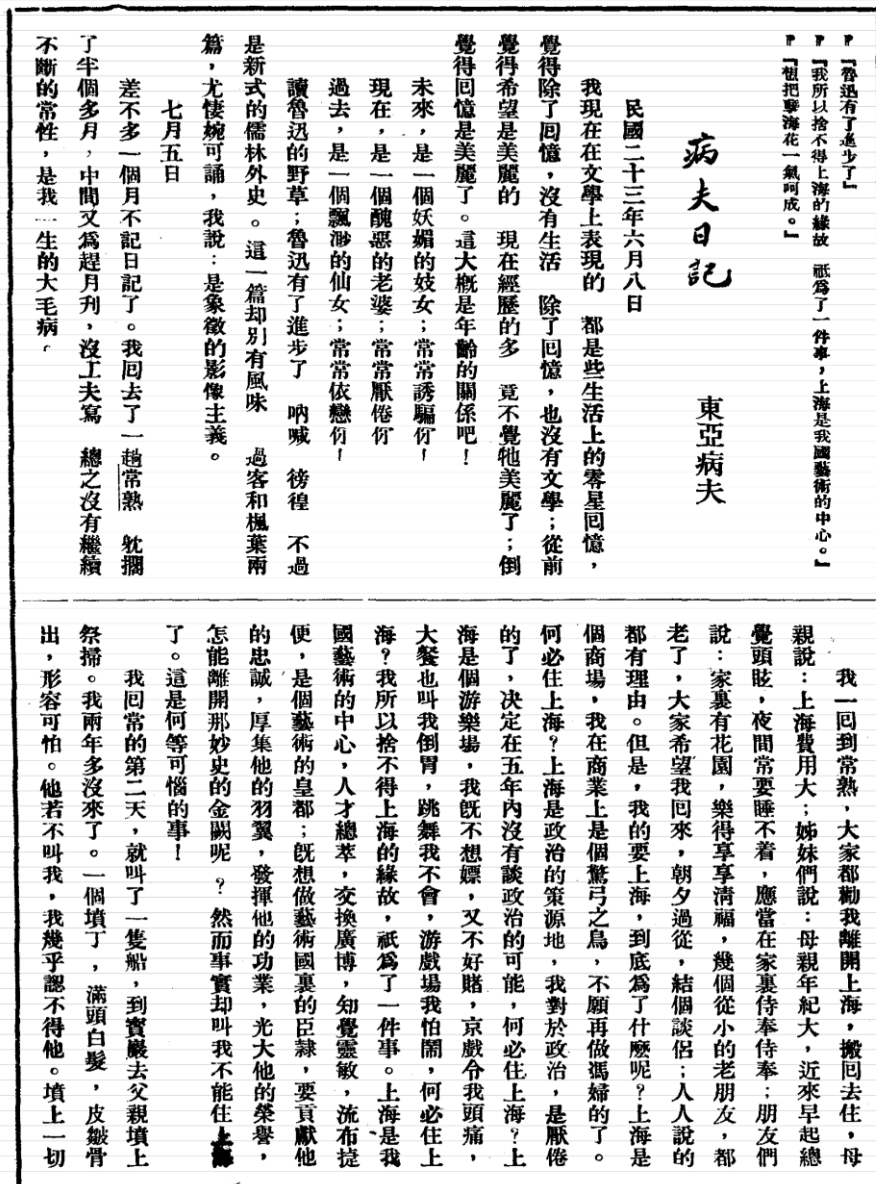 『『魯迅有了進步了』
『『我所以捨不得上海的緣故 祇爲了一件事,上海是我國藝術的中心。』
『『想把孽海花一氣呵成。』
病夫日記
東亞病夫
民國二十三年六月八日
我現在在文學上表現的 都是些生活上的零星回憶,
覺得除了回憶,沒有生活 除了回憶,也沒有文學;從前
覺得希望是美麗的 現在經歷的多 竟不覺牠美麗了;倒
覺得回憶是美麗了。這大槪是年齡的關係吧!
未來,是一個妖媚的妓女;常常誘騙你!
現在,是一個醜惡的老婆;常常厭倦你
過去,是一個飄渺的仙女;常常依戀你!
讀魯迅的野草;魯迅有了進步了 吶喊 徬徨 不過
是新式的儒林外史。這一篇却別有風味 過客和楓葉兩
篇,尤悽婉可誦,我說:是象徵的影像主義。
七月五日
差不多一個月不記日記了。我回去了一趟常熟 躭擱
了半個多月,中間又爲趕月刋,沒工夫寫 總之沒有繼續
不斷的常性,是我一生的大毛病。
我一回到常熟,大家都勸我離開上海,搬回去住,母
親說:上海費用大;姊妹們說:母親年紀大,近來早起總
覺頭眩,夜間常要睡不着,應當在家裏侍奉侍奉;朋友們
說:家裏有花園,樂得享享清福,幾個從小的老朋友,都
老了,大家希望我回來,朝夕過從,結個談侶;人人說的
都有理由。但是,我的要上海,到底爲了什麽呢?上海是
個商場,我在商業上是個驚弓之鳥,不願再做馮婦的了。
何必住上海?上海是政治的策源地,我對於政治,是厭倦
的了,决定在五年內沒有談政治的可能,何必住上海?上
海是個游樂場,我旣不想嫖,又不好賭,京戲令我頭痛,
大餐也叫我倒胃,跳舞我不會,游戲場我怕鬧,何必住上
海?我所以捨不得上海的緣故,祇爲了一件事。上海是我
國藝術的中心,人才總萃,交換廣博,知覺靈敏,流布㨗
便,是個藝術的皇都;旣想做藝術國裏的臣隸,要貢獻他
的忠誠,厚集他的羽翼,發揮他的功業,光大他的榮譽,
怎能離開那妙史的金闕呢?然而事實却叫我不能住上海
了。這是何等可惱的事!
我回常的第二天,就叫了一隻船,到寶巖去父親墳上
祭掃。我兩年多沒來了。一個墳丁,滿頭白髮,皮皺骨
出,形容可怕。他若不叫我,我幾乎認不得他。墳上一切